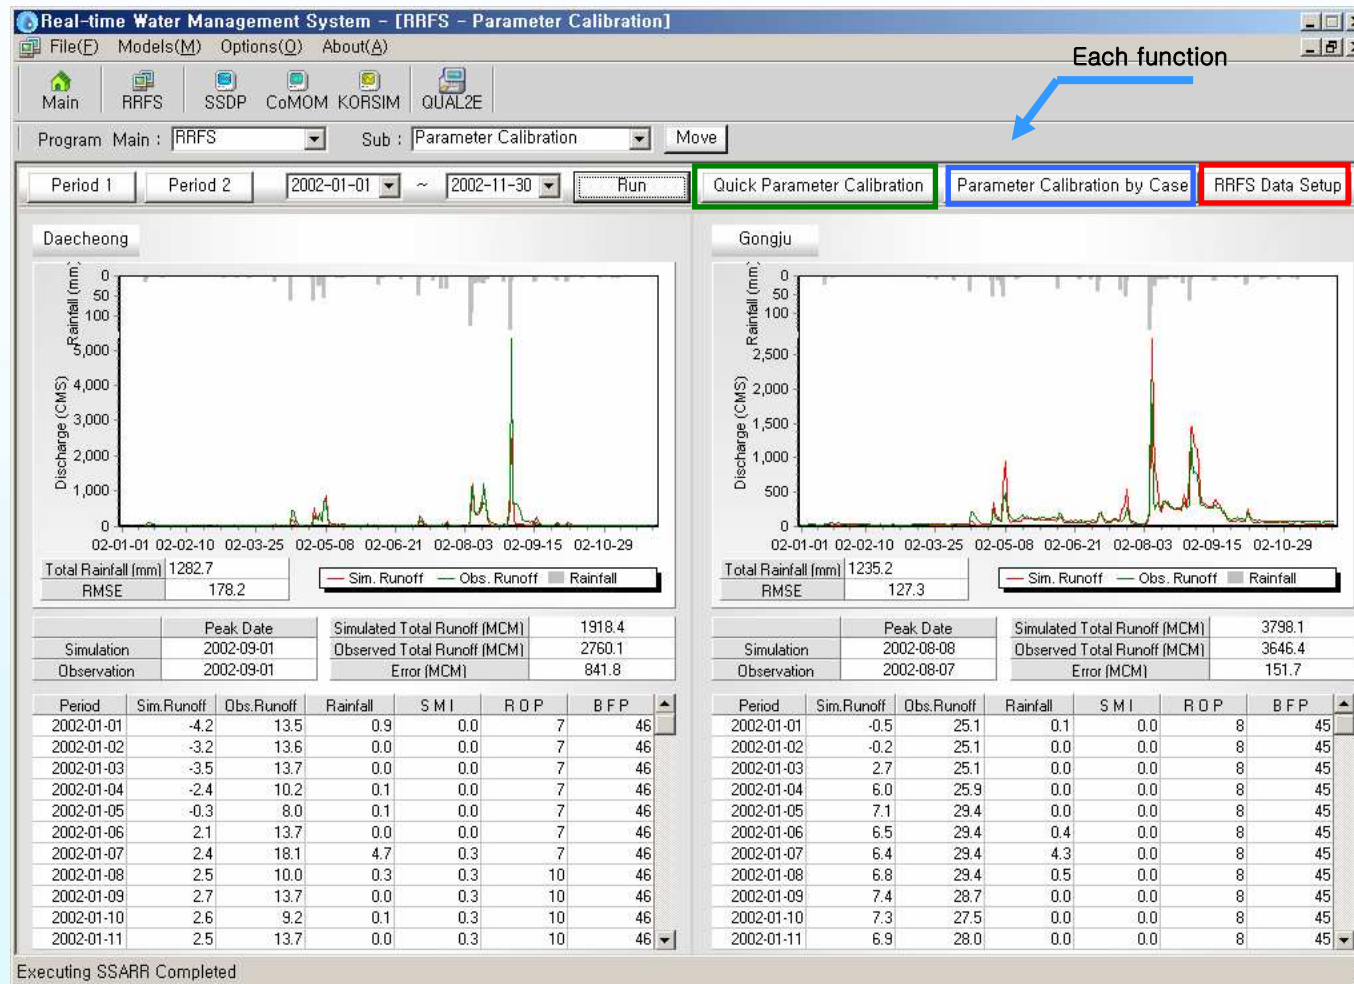 Real-time Water Management System - [RRFS - Parameter Calibration]
File(F) Models(M) Options(O) About(A)
Each function
Main RRFS SSDP CoMOM KORSIM QUAL2E
Program Main : RRFS Sub : Parameter Calibration Move
Period 1 Period 2 2002-01-01 ~ 2002-11-30 Run Quick Parameter Calibration Parameter Calibration by Case RRFS Data Setup
Daecheong
Rainfall (mm)
0
50
100
Discharge (CMS)
5,000
4,000
3,000
2,000
1,000
0
02-01-01 02-02-10 02-03-25 02-05-08 02-06-21 02-08-03 02-09-15 02-10-29
Total Rainfall (mm) 1282.7
RMSE 178.2
Sim. Runoff Obs. Runoff Rainfall
Peak Date
Simulation 2002-09-01
Observation 2002-09-01
Simulated Total Runoff (MCM) 1918.4
Observed Total Runoff (MCM) 2760.1
Error (MCM) 841.8
Period Sim.Runoff Obs.Runoff Rainfall S M I R O P B F P
2002-01-01 -4.2 13.5 0.9 0.0 7 46
2002-01-02 -3.2 13.6 0.0 0.0 7 46
2002-01-03 -3.5 13.7 0.0 0.0 7 46
2002-01-04 -2.4 10.2 0.1 0.0 7 46
2002-01-05 -0.3 8.0 0.1 0.0 7 46
2002-01-06 2.1 13.7 0.0 0.0 7 46
2002-01-07 2.4 18.1 4.7 0.3 7 46
2002-01-08 2.5 10.0 0.3 0.3 10 46
2002-01-09 2.7 13.7 0.0 0.3 10 46
2002-01-10 2.6 9.2 0.1 0.3 10 46
2002-01-11 2.5 13.7 0.0 0.3 10 46
Gongju
Rainfall (mm)
0
50
100
Discharge (CMS)
2,500
2,000
1,500
1,000
500
0
02-01-01 02-02-10 02-03-25 02-05-08 02-06-21 02-08-03 02-09-15 02-10-29
Total Rainfall (mm) 1235.2
RMSE 127.3
Sim. Runoff Obs. Runoff Rainfall
Peak Date
Simulation 2002-08-08
Observation 2002-08-07
Simulated Total Runoff (MCM) 3798.1
Observed Total Runoff (MCM) 3646.4
Error (MCM) 151.7
Period Sim.Runoff Obs.Runoff Rainfall S M I R O P B F P
2002-01-01 -0.5 25.1 0.1 0.0 8 45
2002-01-02 -0.2 25.1 0.0 0.0 8 45
2002-01-03 2.7 25.1 0.0 0.0 8 45
2002-01-04 6.0 25.9 0.0 0.0 8 45
2002-01-05 7.1 29.4 0.0 0.0 8 45
2002-01-06 6.5 29.4 0.4 0.0 8 45
2002-01-07 6.4 29.4 4.3 0.0 8 45
2002-01-08 6.8 29.4 0.5 0.0 8 45
2002-01-09 7.4 28.7 0.0 0.0 8 45
2002-01-10 7.3 27.5 0.0 0.0 8 45
2002-01-11 6.9 28.0 0.0 0.0 8 45
Executing SSARR Completed